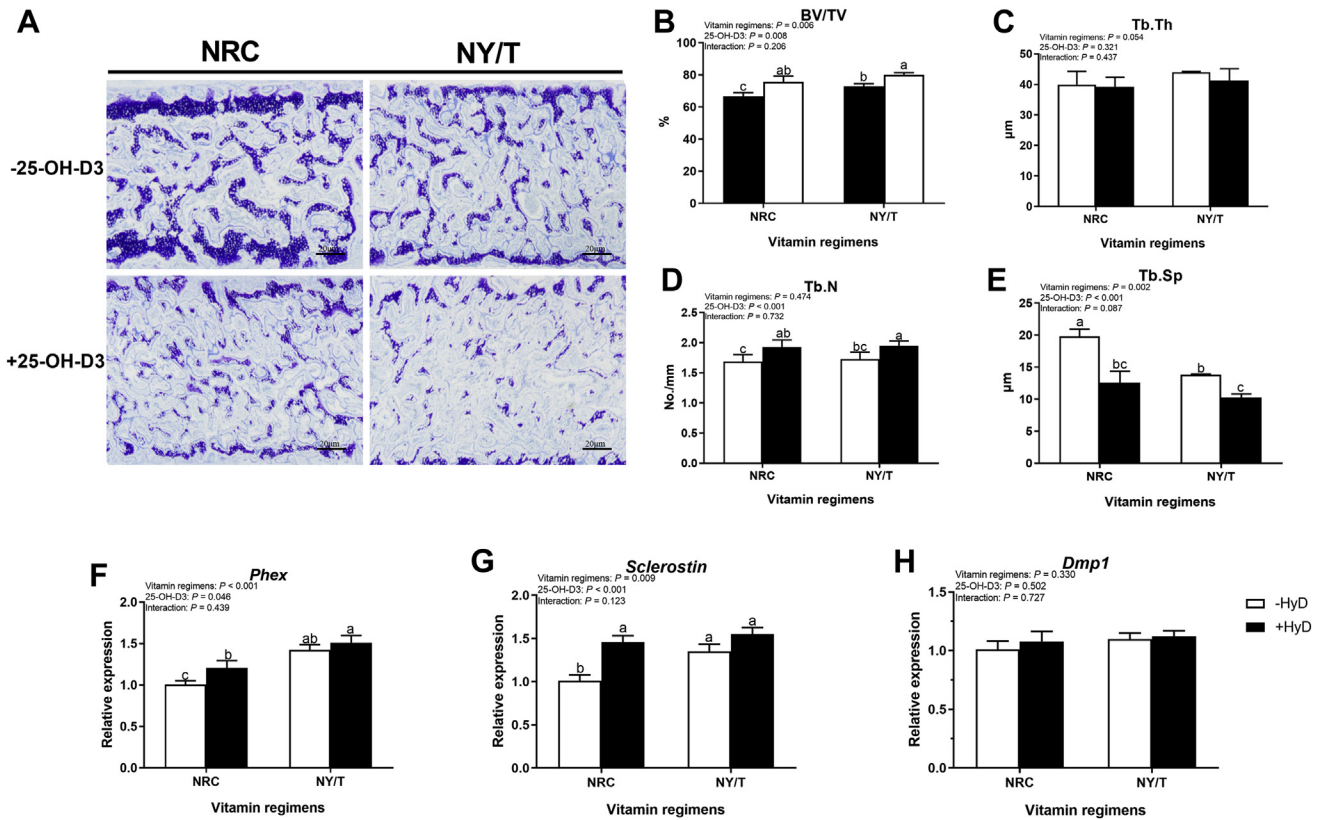 A
NRC
NY/T
-25-OH-D3
+25-OH-D3
20μm
20μm
20μm
20μm
B
BV/TV
Vitamin regimens: P = 0.006
25-OH-D3: P = 0.008
Interaction: P = 0.206
100
80
60
40
20
0
%
c
ab
b
a
NRC
NY/T
Vitamin regimens
C
Tb.Th
Vitamin regimens: P = 0.054
25-OH-D3: P = 0.321
Interaction: P = 0.437
50
40
30
20
10
0
μm
NRC
NY/T
Vitamin regimens
D
Tb.N
Vitamin regimens: P = 0.474
25-OH-D3: P < 0.001
Interaction: P = 0.732
2.5
2.0
1.5
1.0
0.5
0.0
No./mm
c
ab
bc
a
NRC
NY/T
Vitamin regimens
E
Tb.Sp
Vitamin regimens: P = 0.002
25-OH-D3: P < 0.001
Interaction: P = 0.087
25
20
15
10
5
0
μm
a
bc
b
c
NRC
NY/T
Vitamin regimens
F
Phex
Vitamin regimens: P < 0.001
25-OH-D3: P = 0.046
Interaction: P = 0.439
2.0
1.5
1.0
0.5
0.0
Relative expression
c
b
ab
a
NRC
NY/T
Vitamin regimens
G
Sclerostin
Vitamin regimens: P = 0.009
25-OH-D3: P < 0.001
Interaction: P = 0.123
2.0
1.5
1.0
0.5
0.0
Relative expression
b
a
a
a
NRC
NY/T
Vitamin regimens
H
Dmp1
Vitamin regimens: P = 0.330
25-OH-D3: P = 0.502
Interaction: P = 0.727
1.5
1.0
0.5
0.0
Relative expression
NRC
NY/T
Vitamin regimens
-HyD
+HyD